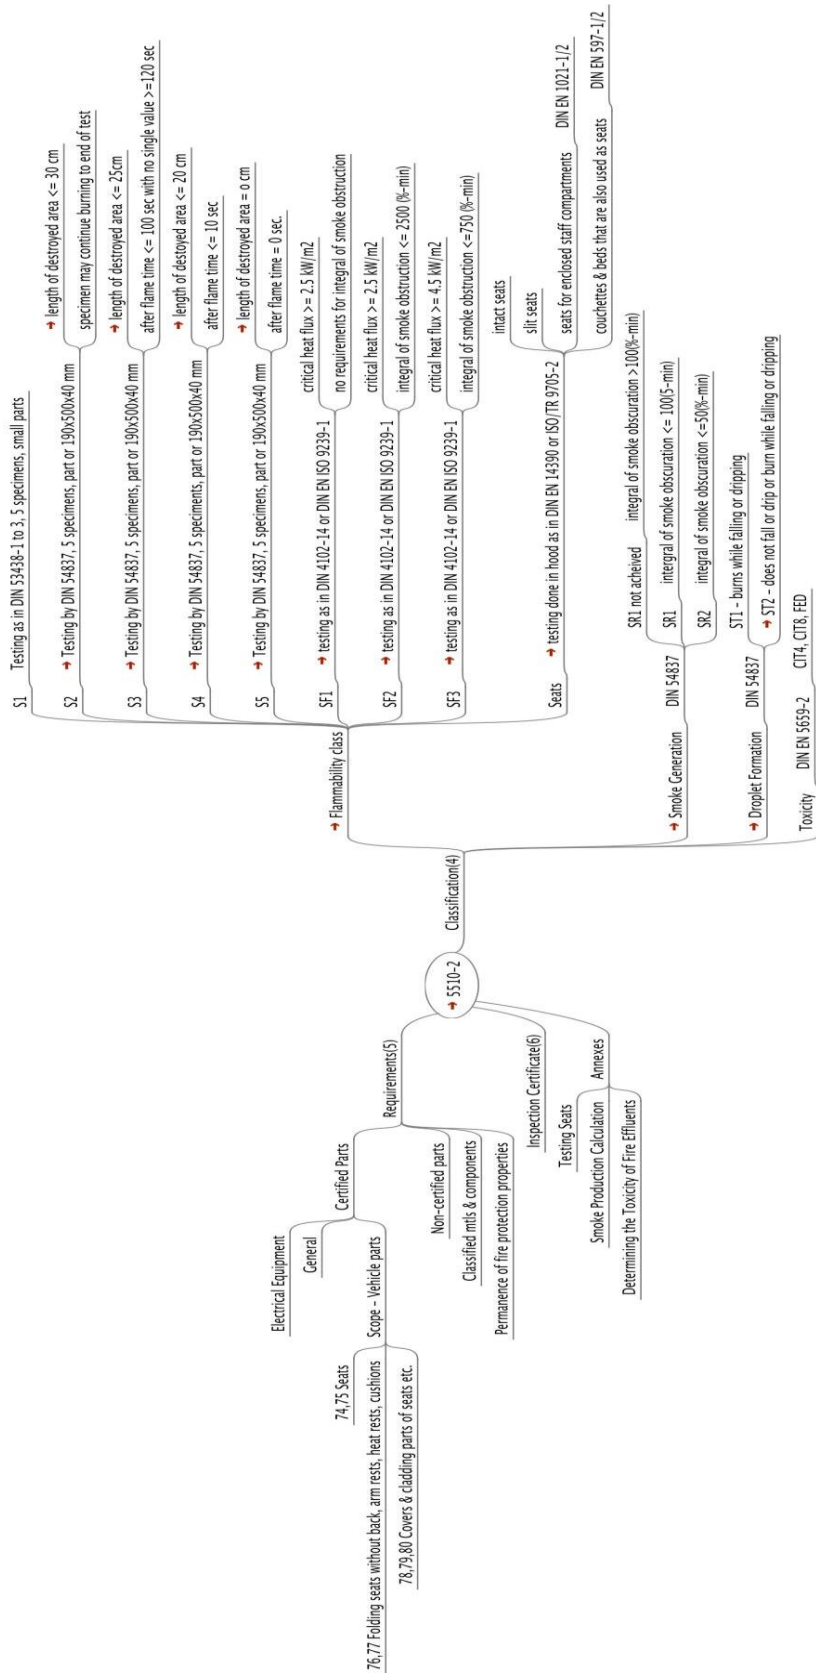 5510-2
Classification(4)
Flammability class
S1
Testing as in DIN 53438-1 to 3, 5 specimens, small parts
S2
Testing by DIN 54837, 5 specimens, part or 190x500x40 mm
length of destroyed area <= 30 cm
specimen may continue burning to end of test
S3
Testing by DIN 54837, 5 specimens, part or 190x500x40 mm
length of destroyed area <= 25cm
after flame time <= 100 sec with no single value >=120 sec
S4
Testing by DIN 54837, 5 specimens, part or 190x500x40 mm
length of destoyed area <= 20 cm
after flame time <= 10 sec
S5
Testing by DIN 54837, 5 specimens, part or 190x500x40 mm
length of destroyed area = 0 cm
after flame time = 0 sec.
SF1
testing as in DIN 4102-14 or DIN EN ISO 9239-1
critical heat flux >= 2.5 kW/m2
no requirements for integral of smoke obstruction
SF2
testing as in DIN 4102-14 or DIN EN ISO 9239-1
critical heat flux >= 2.5 kW/m2
integral of smoke obstruction <= 2500 (%-min)
SF3
testing as in DIN 4102-14 or DIN EN ISO 9239-1
critical heat flux >= 4.5 kW/m2
integral of smoke obstruction <=750 (%-min)
Seats
testing done in hood as in DIN EN 14390 or ISO/TR 9705-2
intact seats
slit seats
seats for enclosed staff compartments
DIN EN 1021-1/2
couchettes & beds that are also used as seats
DIN EN 597-1/2
Smoke Generation
DIN 54837
SR1 not acheived
integral of smoke obscuration >100(%-min)
SR1
intergral of smoke obscuration <= 100(5-min)
SR2
integral of smoke obscuration <=50(%-min)
Droplet Formation
DIN 54837
ST1 - burns while falling or dripping
ST2 - does not fall or drip or burn while falling or dripping
Toxicity
DIN EN 5659-2
CIT4, CIT8, FED
Requirements(5)
Certified Parts
Electrical Equipment
General
Scope - Vehicle parts
74,75 Seats
76,77 Folding seats without back, arm rests, heat rests, cushions
78,79,80 Covers & cladding parts of seats etc.
Non-certified parts
Classified mtls & components
Permanence of fire protection properties
Inspection Certificate(6)
Annexes
Testing Seats
Smoke Production Calculation
Determining the Toxicity of Fire Effluents